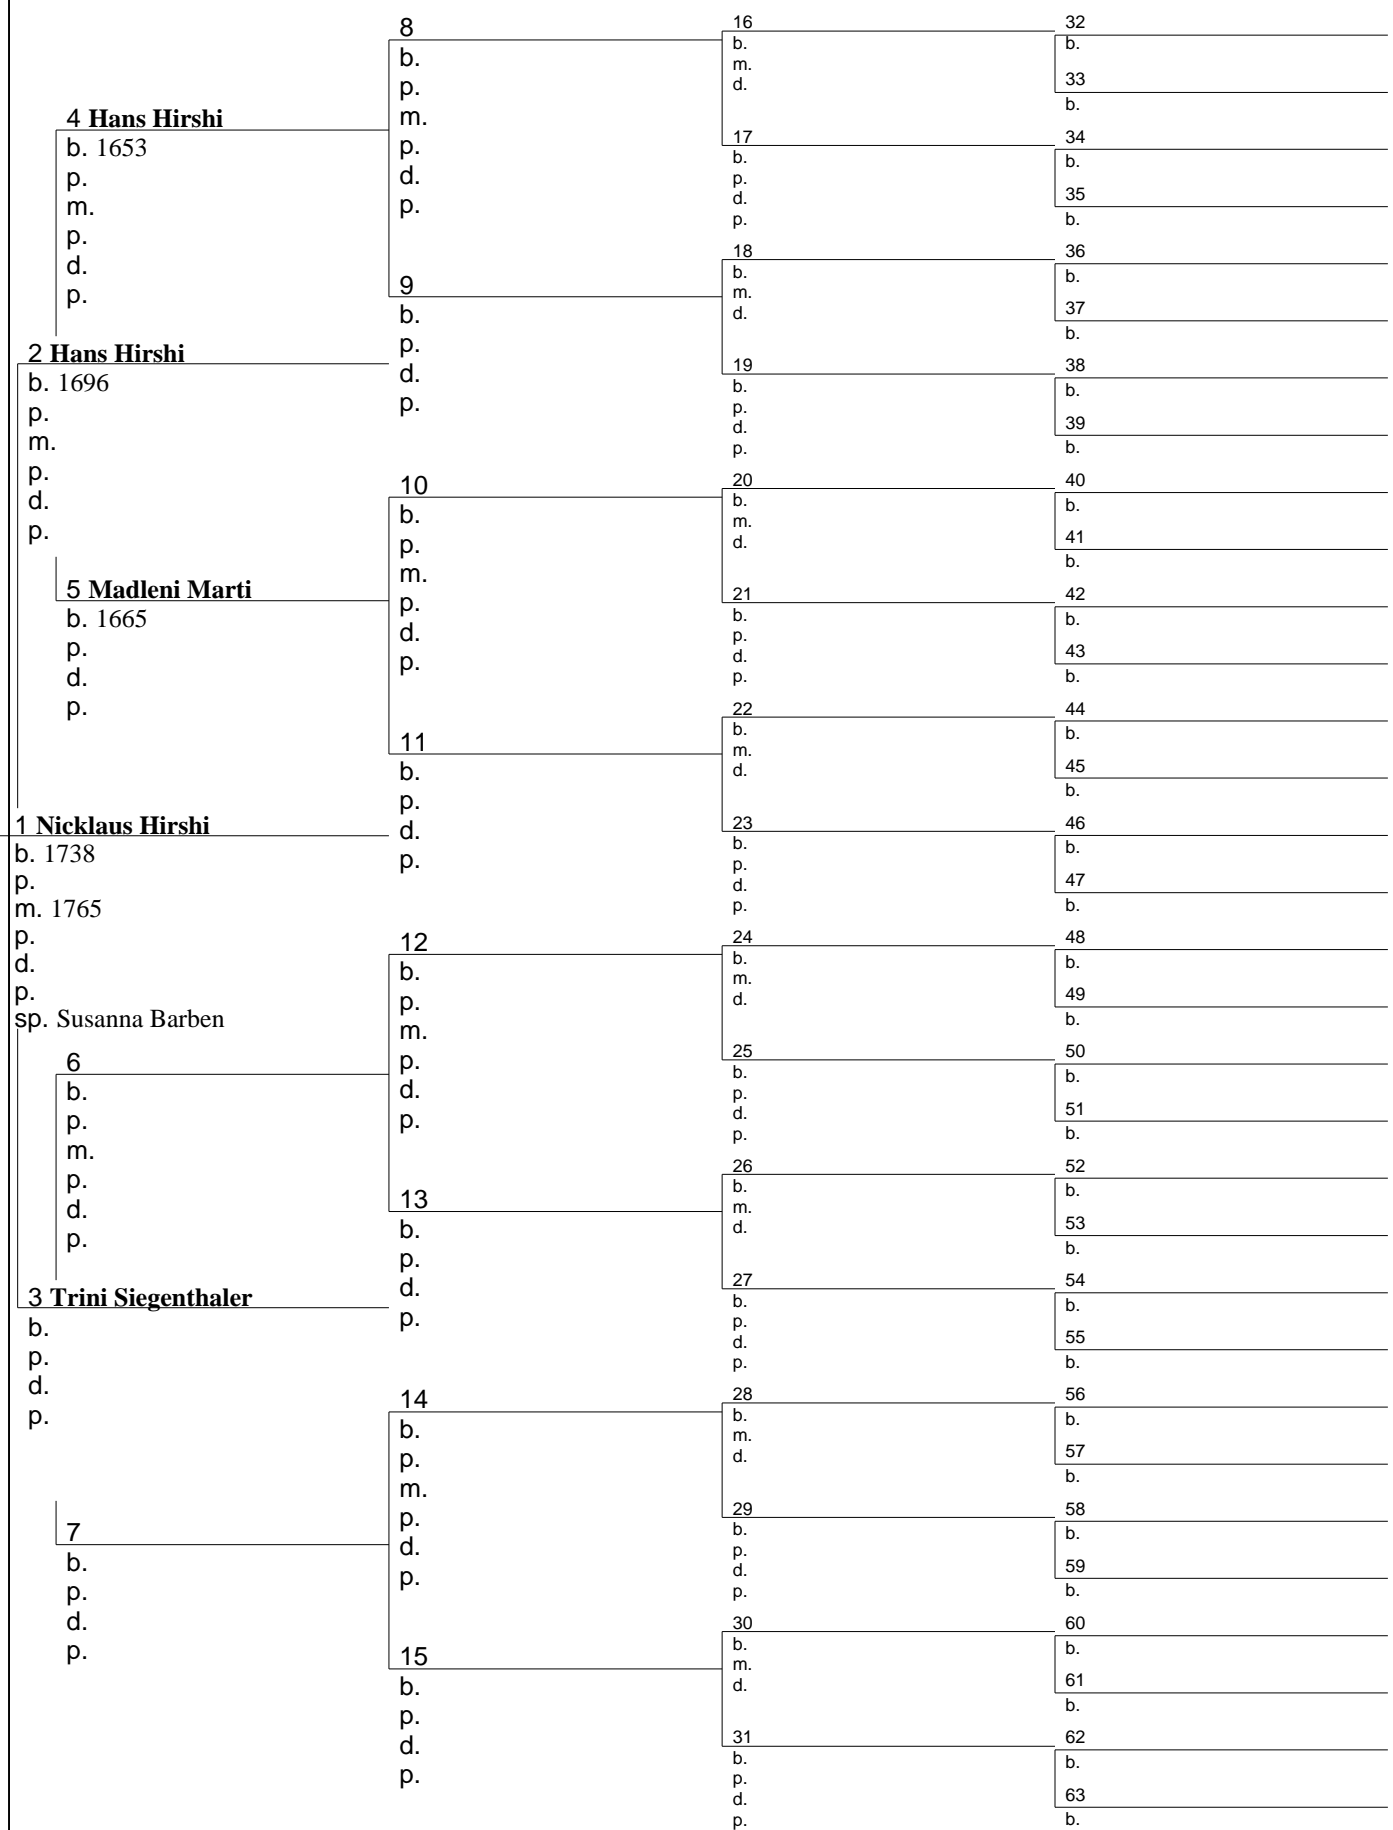 4 Hans Hirshi
b. 1653
p.
m.
p.
d.
p.
2 Hans Hirshi
b. 1696
p.
m.
p.
d.
p.
5 Madleni Marti
b. 1665
p.
d.
p.
1 Nicklaus Hirshi
b. 1738
p.
m. 1765
p.
d.
p.
sp. Susanna Barben
6
b.
p.
m.
p.
d.
p.
3 Trini Siegenthaler
b.
p.
d.
p.
7
b.
p.
d.
p.
8
b.
p.
m.
p.
d.
p.
9
b.
p.
d.
p.
10
b.
p.
m.
p.
d.
p.
11
b.
p.
d.
p.
12
b.
p.
m.
p.
d.
p.
13
b.
p.
d.
p.
14
b.
p.
m.
p.
d.
p.
15
b.
p.
d.
p.
16
b.
m.
d.
17
b.
p.
d.
p.
18
b.
m.
d.
19
b.
p.
d.
p.
20
b.
m.
d.
21
b.
p.
d.
p.
22
b.
m.
d.
23
b.
p.
d.
p.
24
b.
m.
d.
25
b.
p.
d.
p.
26
b.
m.
d.
27
b.
p.
d.
p.
28
b.
m.
d.
29
b.
p.
d.
p.
30
b.
m.
d.
31
b.
p.
d.
p.
32
b.
33
b.
34
b.
35
b.
36
b.
37
b.
38
b.
39
b.
40
b.
41
b.
42
b.
43
b.
44
b.
45
b.
46
b.
47
b.
48
b.
49
b.
50
b.
51
b.
52
b.
53
b.
54
b.
55
b.
56
b.
57
b.
58
b.
59
b.
60
b.
61
b.
62
b.
63
b.